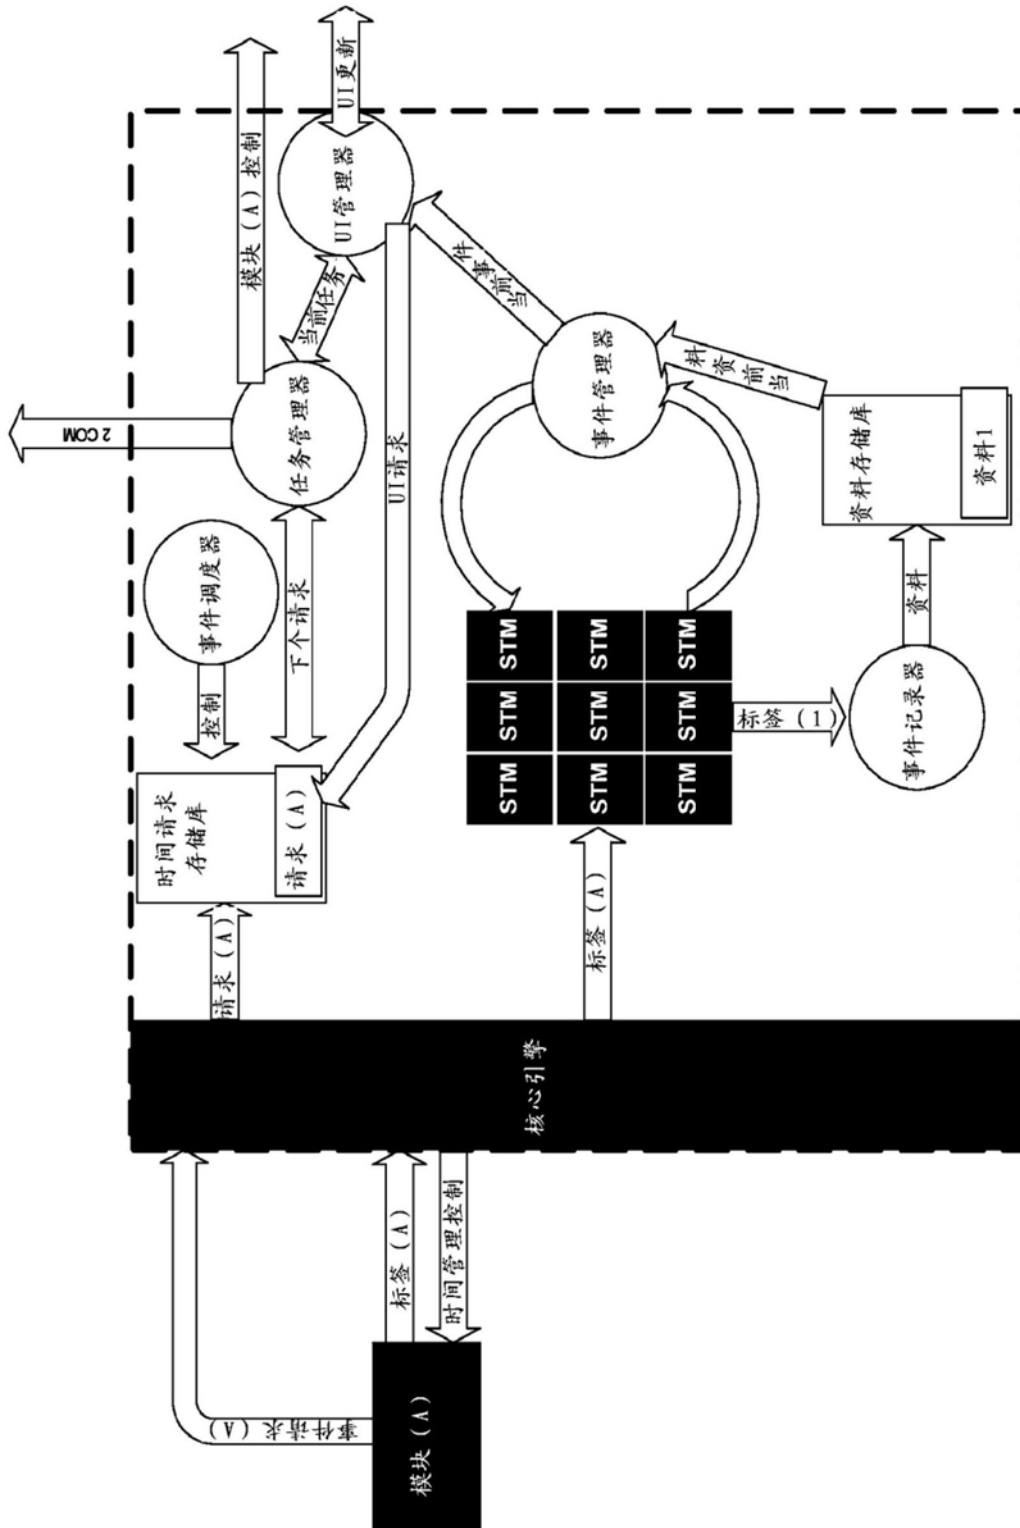 UI更新
模块(A)控制
UI管理器
当前任务
2 COM
任务管理器
当前事件
事件管理器
当前资料
资料存储库
资料1
UI请求
事件调度器
下个请求
控制
资料
STM
STM
STM
STM
STM
STM
STM
STM
STM
标签(1)
事件记录器
时间请求
存储库
请求(A)
请求(A)
标签(A)
核心引擎
标签(A)
时间管理控制
事件请求(A)
模块(A)